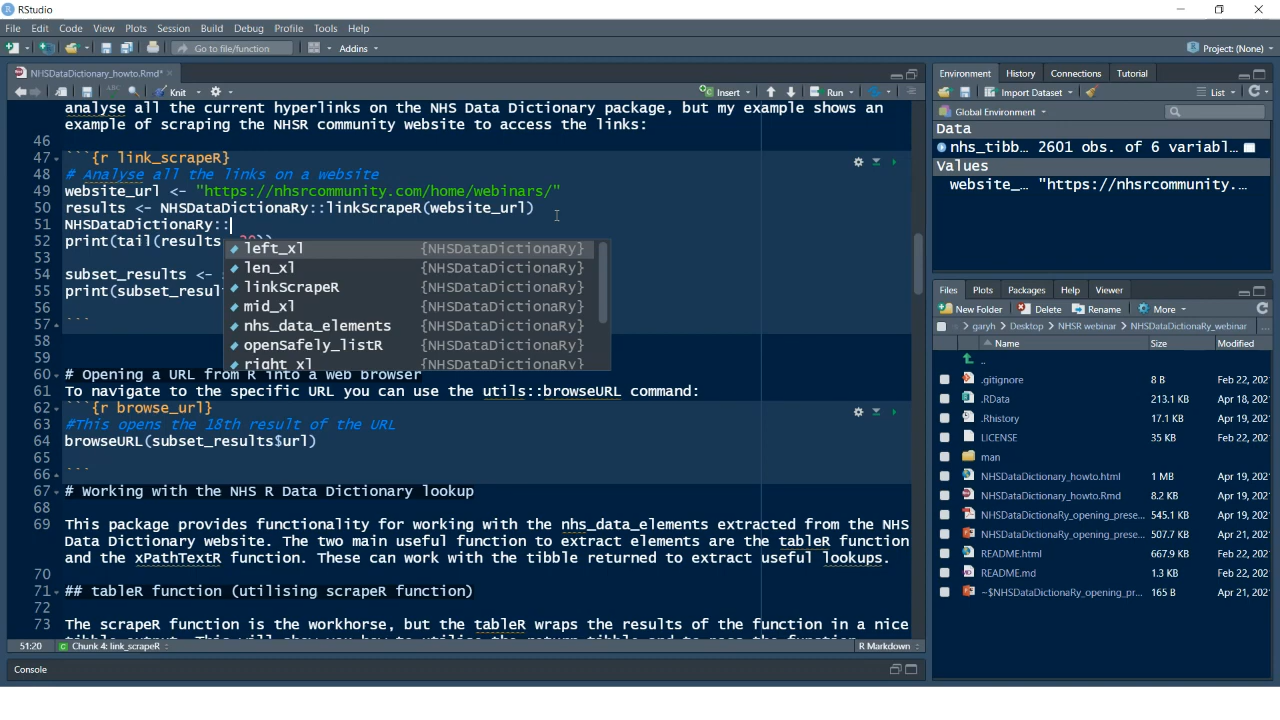 RStudio
File Edit Code View Plots Session Build Debug Profile Tools Help
Go to file/function Addins Project: (None)
NHSDataDictionary_howto.Rmd*
Knit Insert Run
analyse all the current hyperlinks on the NHS Data Dictionary package, but my example shows an
example of scraping the NHSR community website to access the links:
46
47 ```{r link_scrapeR}
48 # Analyse all the links on a website
49 website_url <- "https://nhsrcommunity.com/home/webinars/"
50 results <- NHSDataDictionaRy::linkScrapeR(website_url)
51 NHSDataDictionaRy::
52 print(tail(results
53
54 subset_results <-
55 print(subset_resul
56
57 ```
left_xl {NHSDataDictionaRy}
len_xl {NHSDataDictionaRy}
linkScrapeR {NHSDataDictionaRy}
mid_xl {NHSDataDictionaRy}
nhs_data_elements {NHSDataDictionaRy}
openSafely_listR {NHSDataDictionaRy}
right_xl {NHSDataDictionaRy}
58
59
60 # Opening a URL from R into a web browser
61 To navigate to the specific URL you can use the utils::browseURL command:
62 ```{r browse_url}
63 #This opens the 18th result of the URL
64 browseURL(subset_results$url)
65
66 ```
67 # Working with the NHS R Data Dictionary lookup
68
69 This package provides functionality for working with the nhs_data_elements extracted from the NHS
Data Dictionary website. The two main useful function to extract elements are the tableR function
and the xPathTextR function. These can work with the tibble returned to extract useful lookups.
70
71 ## tableR function (utilising scrapeR function)
72
73 The scrapeR function is the workhorse, but the tableR wraps the results of the function in a nice
51:20 Chunk 4: link_scrapeR R Markdown
Console
Environment History Connections Tutorial
Import Dataset List
Global Environment
Data
nhs_tibb… 2601 obs. of 6 variabl…
Values
website_… "https://nhsrcommunity.…
Files Plots Packages Help Viewer
New Folder Delete Rename More
garyh Desktop NHSR webinar NHSDataDictionaRy_webinar ...
Name Size Modified
..
.gitignore 8 B Feb 22, 202
.RData 213.1 KB Apr 18, 202
.Rhistory 17.1 KB Apr 19, 202
LICENSE 35 KB Feb 22, 202
man
NHSDataDictionary_howto.html 1 MB Apr 19, 202
NHSDataDictionary_howto.Rmd 8.2 KB Apr 19, 202
NHSDataDictionaRy_opening_prese... 545.1 KB Apr 19, 202
NHSDataDictionaRy_opening_prese... 507.7 KB Apr 21, 202
README.html 667.9 KB Feb 22, 202
README.md 1.3 KB Feb 22, 202
~$NHSDataDictionaRy_opening_pr... 165 B Apr 21, 202